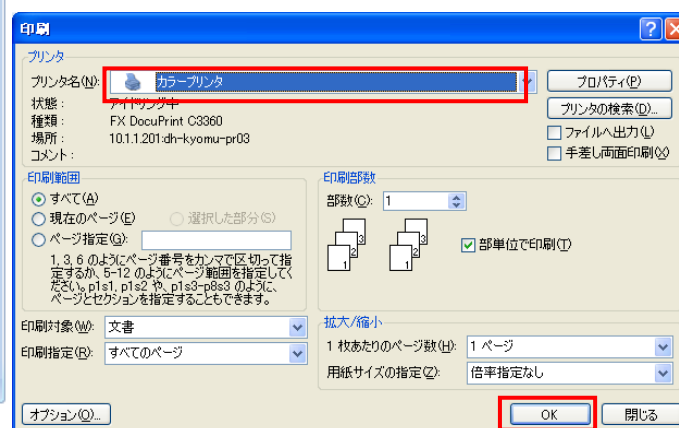 印刷
プリンタ
プリンタ名(N): カラープリンタ プロパティ(P)
状態: アイドリング中 プリンタの検索(D)...
種類: FX DocuPrint C3360
場所: 10.1.1.201:dh-kyomu-pr03 ファイルへ出力(L)
コメント: 手差し両面印刷(X)
印刷範囲
すべて(A)
現在のページ(E) 選択した部分(S)
ページ指定(G):
1, 3, 6 のようにページ番号をカンマで区切って指
定するか、5-12 のようにページ範囲を指定してく
ださい。p1s1, p1s2 や、p1s3-p8s3 のように、
ページとセクションを指定することもできます。
印刷部数
部数(C): 1
1 2 3 1 2 3 部単位で印刷(T)
印刷対象(W): 文書
印刷指定(R): すべてのページ
拡大/縮小
1 枚あたりのページ数(H): 1 ページ
用紙サイズの指定(Z): 倍率指定なし
オプション(O)... OK 閉じる